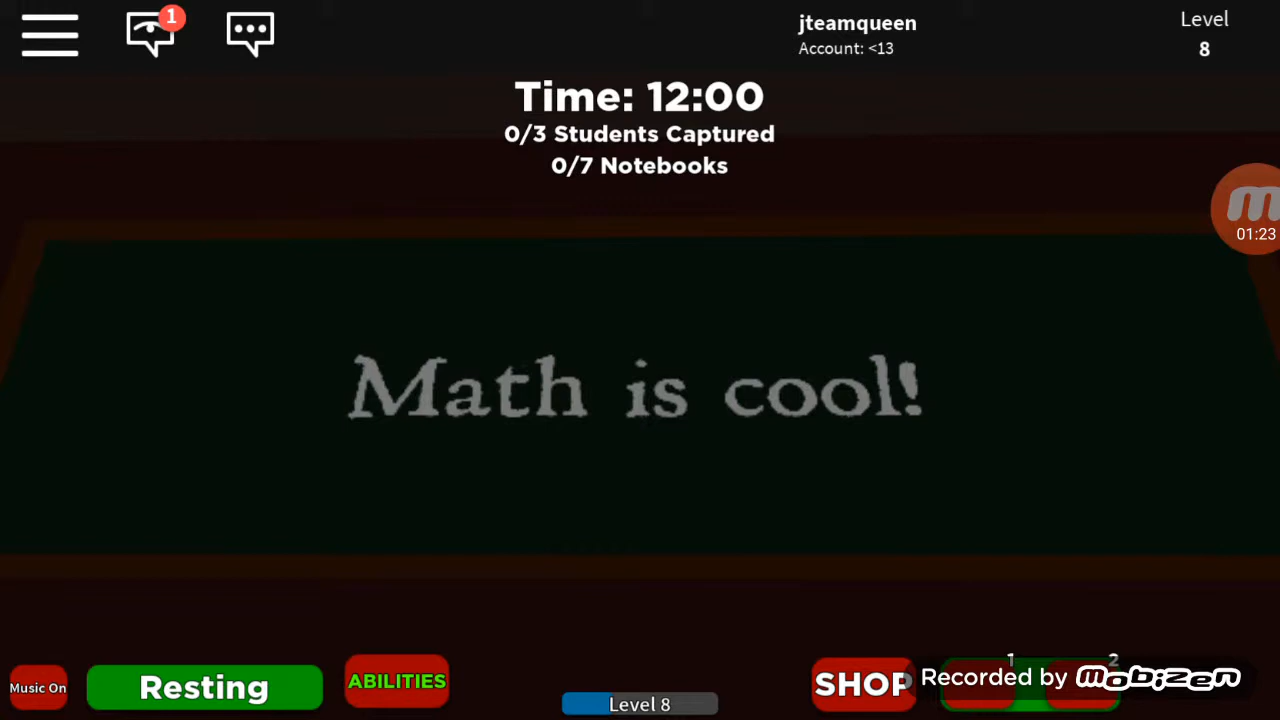 1
jteamqueen
Account: <13
Level
8
Time: 12:00
0/3 Students Captured
0/7 Notebooks
01:23
Math is cool!
Music On
Resting
ABILITIES
Level 8
SHOP
1
2
Recorded by mobizen